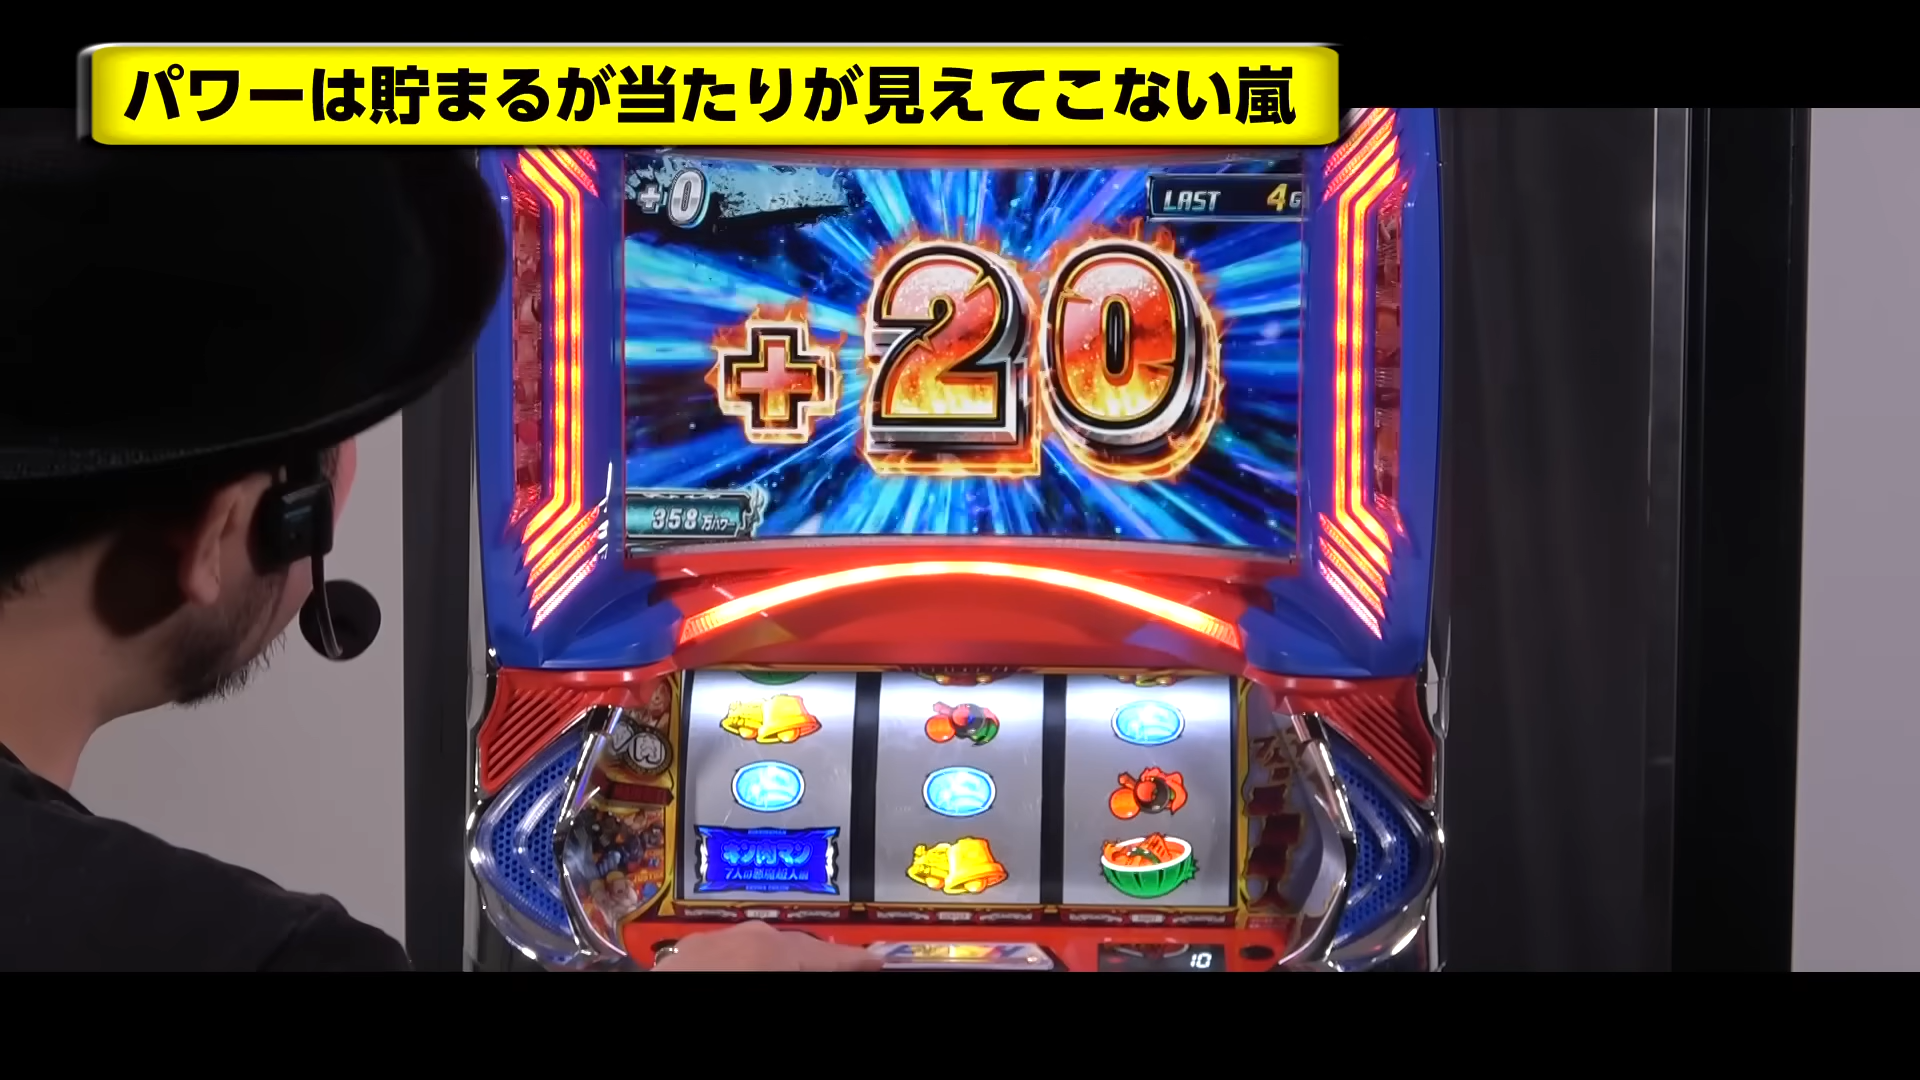 パワーは貯まるが当たりが見えてこない嵐
+0
LAST 4G
+20
358万パワー
キン肉マン
7人の悪魔超人編
10